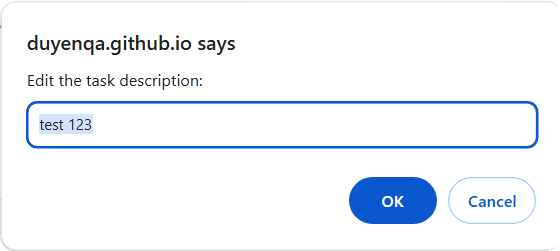 duyenqa.github.io says
Edit the task description:
test 123
OK
Cancel